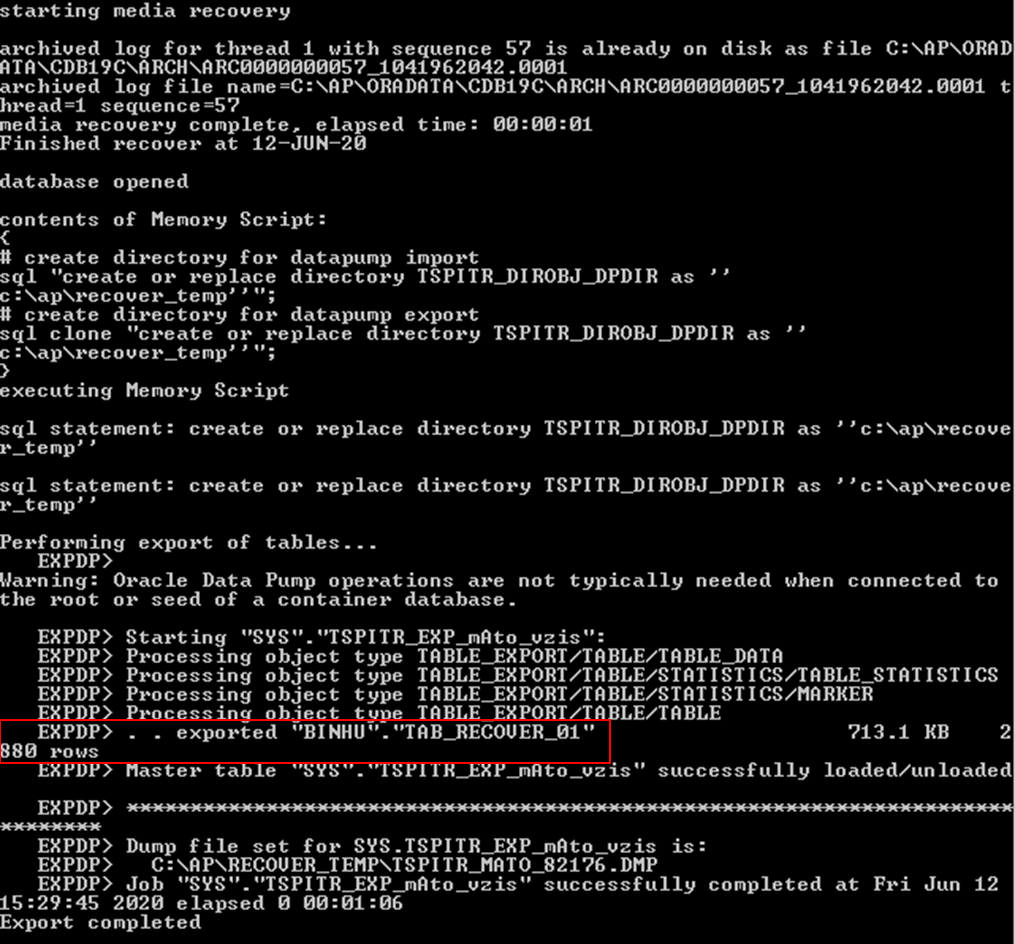 starting media recovery
archived log for thread 1 with sequence 57 is already on disk as file C:\AP\ORAD
ATA\CDB19C\ARCH\ARC0000000057_1041962042.0001
archived log file name=C:\AP\ORADATA\CDB19C\ARCH\ARC0000000057_1041962042.0001 t
hread=1 sequence=57
media recovery complete, elapsed time: 00:00:01
Finished recover at 12-JUN-20
database opened
contents of Memory Script:
{
# create directory for datapump import
sql "create or replace directory TSPITR_DIROBJ_DPDIR as ''
c:\ap\recover_temp''";
# create directory for datapump export
sql clone "create or replace directory TSPITR_DIROBJ_DPDIR as ''
c:\ap\recover_temp''";
}
executing Memory Script
sql statement: create or replace directory TSPITR_DIROBJ_DPDIR as ''c:\ap\recove
r_temp''
sql statement: create or replace directory TSPITR_DIROBJ_DPDIR as ''c:\ap\recove
r_temp''
Performing export of tables...
   EXPDP>
Warning: Oracle Data Pump operations are not typically needed when connected to
the root or seed of a container database.
   EXPDP> Starting "SYS"."TSPITR_EXP_mAto_vzis":
   EXPDP> Processing object type TABLE_EXPORT/TABLE/TABLE_DATA
   EXPDP> Processing object type TABLE_EXPORT/TABLE/STATISTICS/TABLE_STATISTICS
   EXPDP> Processing object type TABLE_EXPORT/TABLE/STATISTICS/MARKER
   EXPDP> Processing object type TABLE_EXPORT/TABLE/TABLE
   EXPDP> . . exported "BINHU"."TAB_RECOVER_01"                    713.1 KB    2
880 rows
   EXPDP> Master table "SYS"."TSPITR_EXP_mAto_vzis" successfully loaded/unloaded
   EXPDP> **********************************************************************
********
   EXPDP> Dump file set for SYS.TSPITR_EXP_mAto_vzis is:
   EXPDP>   C:\AP\RECOVER_TEMP\TSPITR_MATO_82176.DMP
   EXPDP> Job "SYS"."TSPITR_EXP_mAto_vzis" successfully completed at Fri Jun 12
15:29:45 2020 elapsed 0 00:01:06
Export completed